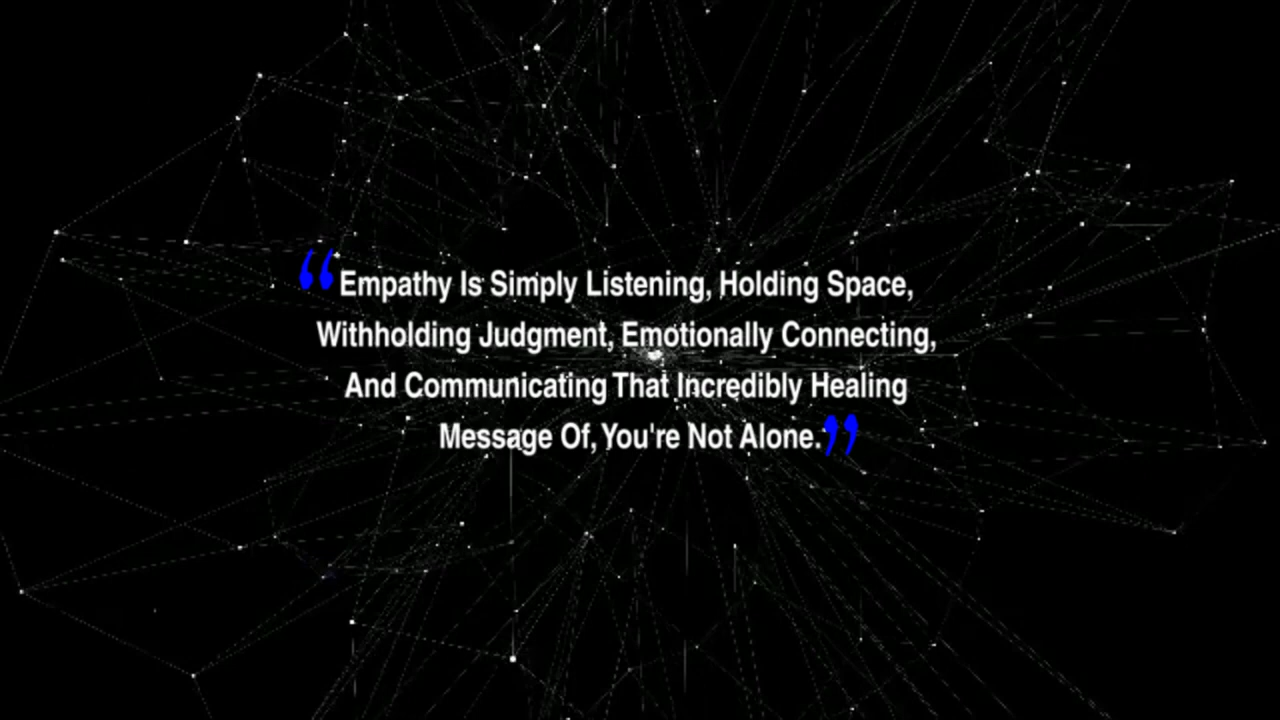 “Empathy Is Simply Listening, Holding Space,
Withholding Judgment, Emotionally Connecting,
And Communicating That Incredibly Healing
Message Of, You're Not Alone.”